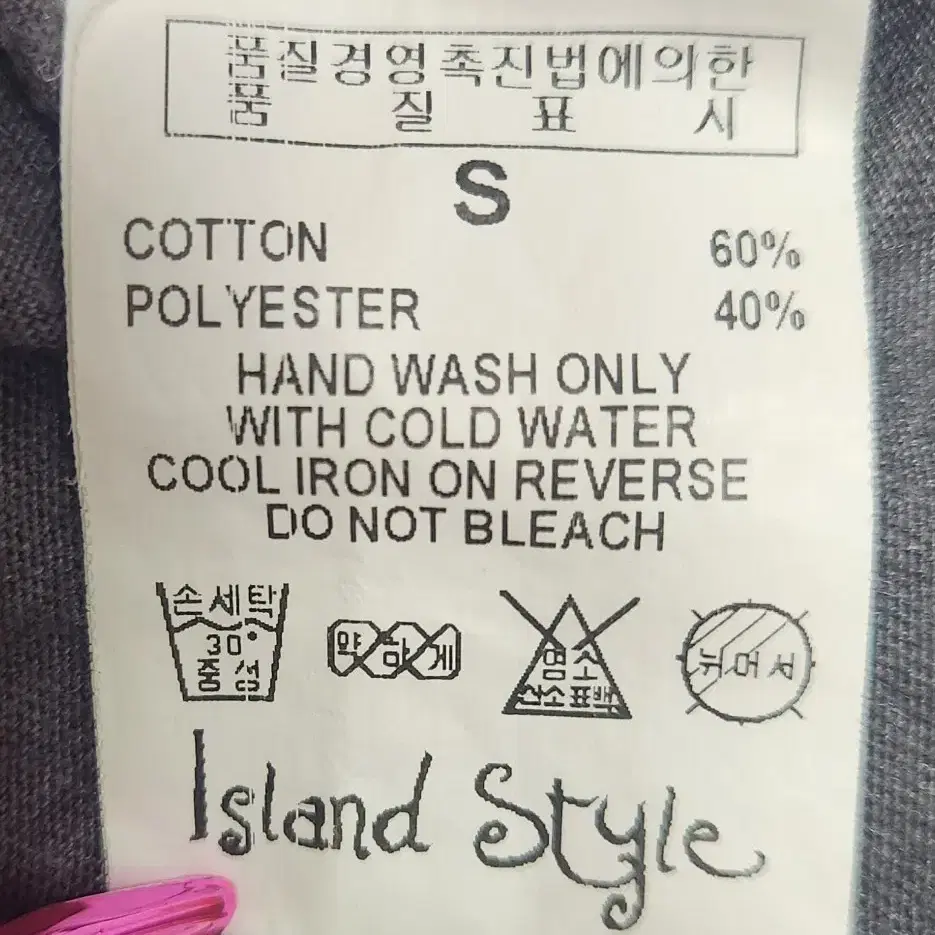 품질경영촉진법에의한
품 질 표 시
S
COTTON 60%
POLYESTER 40%
HAND WASH ONLY
WITH COLD WATER
COOL IRON ON REVERSE
DO NOT BLEACH
손세탁
30°
중성
약하게
염소
산소표백
뉘어서
Island Style